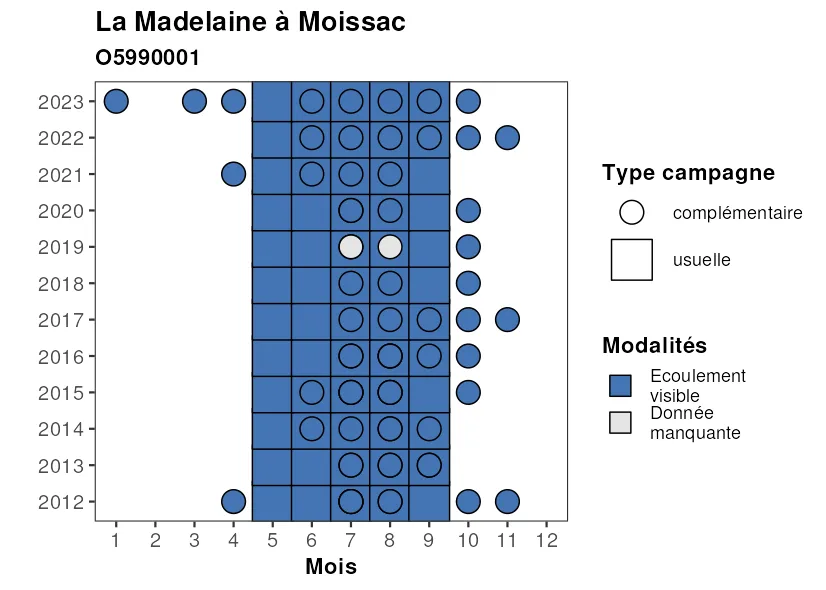 La Madelaine à Moissac
O5990001
2023
2022
2021
2020
2019
2018
2017
2016
2015
2014
2013
2012
1 2 3 4 5 6 7 8 9 10 11 12
Mois
Type campagne
complémentaire
usuelle
Modalités
Ecoulement
visible
Donnée
manquante